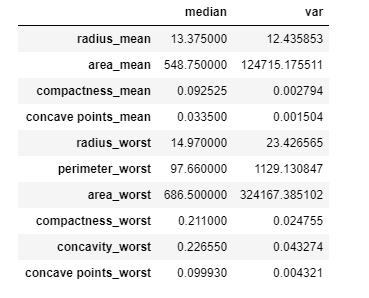 median var
radius_mean 13.375000 12.435853
area_mean 548.750000 124715.175511
compactness_mean 0.092525 0.002794
concave points_mean 0.033500 0.001504
radius_worst 14.970000 23.426565
perimeter_worst 97.660000 1129.130847
area_worst 686.500000 324167.385102
compactness_worst 0.211000 0.024755
concavity_worst 0.226550 0.043274
concave points_worst 0.099930 0.004321